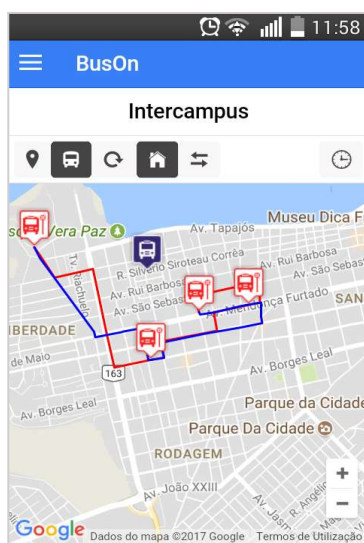 11:58
BusOn
Intercampus
Museu Dica F
Vera Paz
Av. Tapajós
R. Silvério Siroteau Corrêa
Av. Rui Barbosa
Av. Rui Barbosa
Tv. Riachuelo
Av. São Sebas
Av. São Sebas
Av. Mendonça Furtado
SAN
IBERDADE
de Maio
163
Av. Borges Leal
Av. Borges Leal
Parque da Cidade
Parque Da Cidade
RODAGEM
Av. João XXIII
+
−
Google
Dados do mapa ©2017 Google
Termos de Utilização